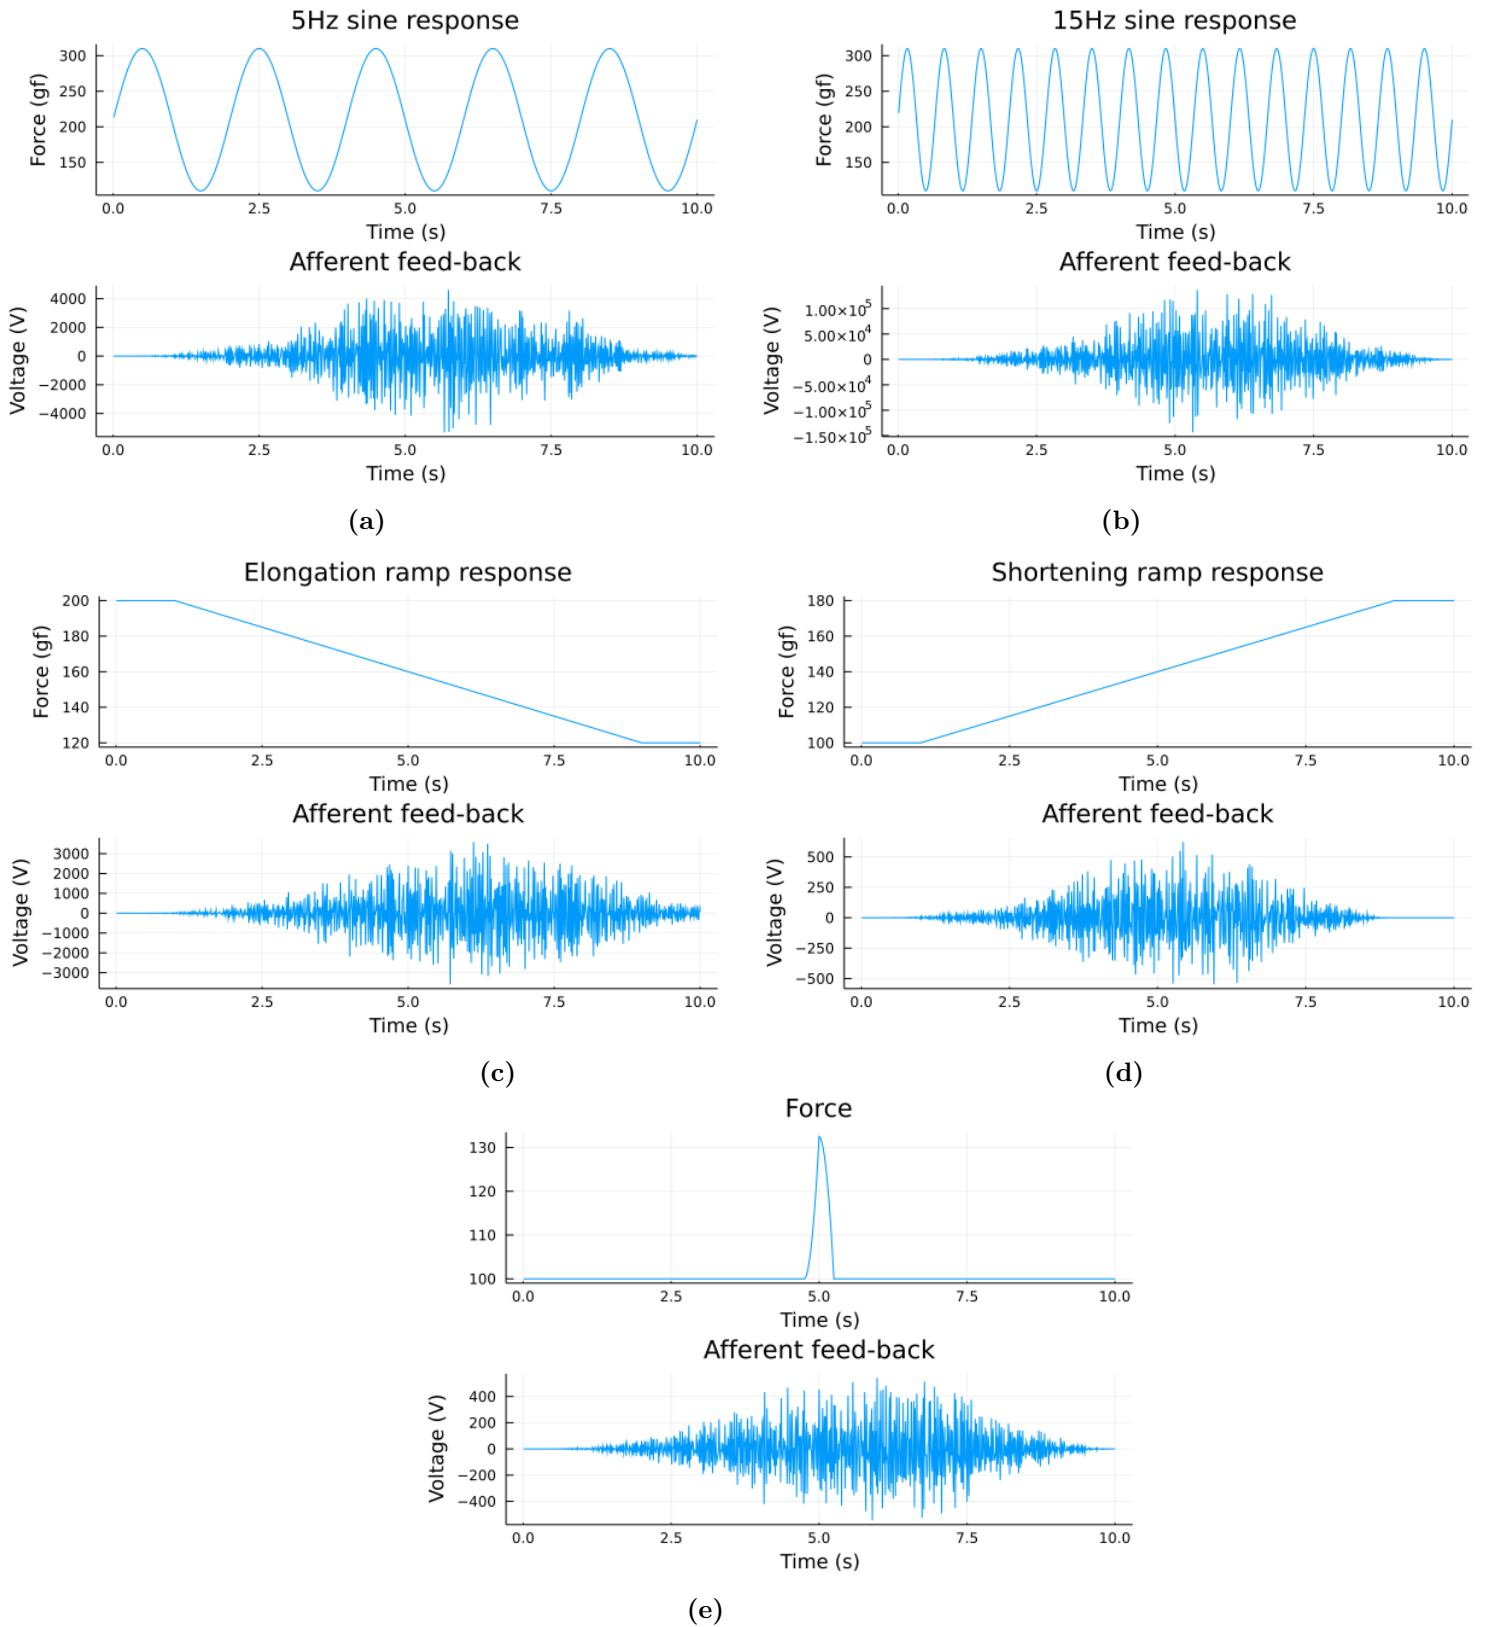 5Hz sine response
Force (gf)
300
250
200
150
0.0 2.5 5.0 7.5 10.0
Time (s)
Afferent feed-back
Voltage (V)
4000
2000
0
−2000
−4000
0.0 2.5 5.0 7.5 10.0
Time (s)
(a)
15Hz sine response
Force (gf)
300
250
200
150
0.0 2.5 5.0 7.5 10.0
Time (s)
Afferent feed-back
Voltage (V)
1.00×10⁵
5.00×10⁴
0
−5.00×10⁴
−1.00×10⁵
−1.50×10⁵
0.0 2.5 5.0 7.5 10.0
Time (s)
(b)
Elongation ramp response
Force (gf)
200
180
160
140
120
0.0 2.5 5.0 7.5 10.0
Time (s)
Afferent feed-back
Voltage (V)
3000
2000
1000
0
−1000
−2000
−3000
0.0 2.5 5.0 7.5 10.0
Time (s)
(c)
Shortening ramp response
Force (gf)
180
160
140
120
100
0.0 2.5 5.0 7.5 10.0
Time (s)
Afferent feed-back
Voltage (V)
500
250
0
−250
−500
0.0 2.5 5.0 7.5 10.0
Time (s)
(d)
Force
130
120
110
100
0.0 2.5 5.0 7.5 10.0
Time (s)
Afferent feed-back
Voltage (V)
400
200
0
−200
−400
0.0 2.5 5.0 7.5 10.0
Time (s)
(e)